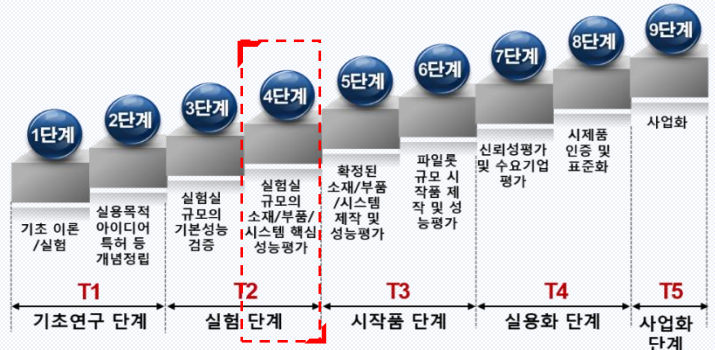 1단계
2단계
3단계
4단계
5단계
6단계
7단계
8단계
9단계
기초 이론
/실험
실용목적
아이디어
특허 등
개념정립
실험실
규모의
기본성능
검증
실험실
규모의
소재/부품/
시스템 핵심
성능평가
확정된
소재/부품
/시스템
제작 및
성능평가
파일롯
규모 시
작품 제
작 및 성
능평가
신뢰성평가
및 수요기업
평가
시제품
인증 및
표준화
사업화
T1
T2
T3
T4
T5
기초연구 단계
실험 단계
시작품 단계
실용화 단계
사업화
단계